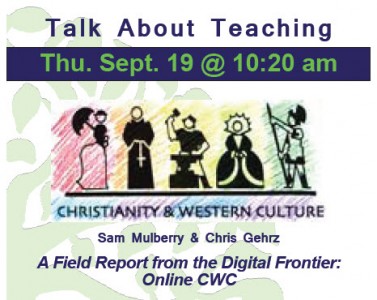 Talk About Teaching
Thu. Sept. 19 @ 10:20 am
CHRISTIANITY & WESTERN CULTURE
Sam Mulberry & Chris Gehrz
A Field Report from the Digital Frontier:
Online CWC